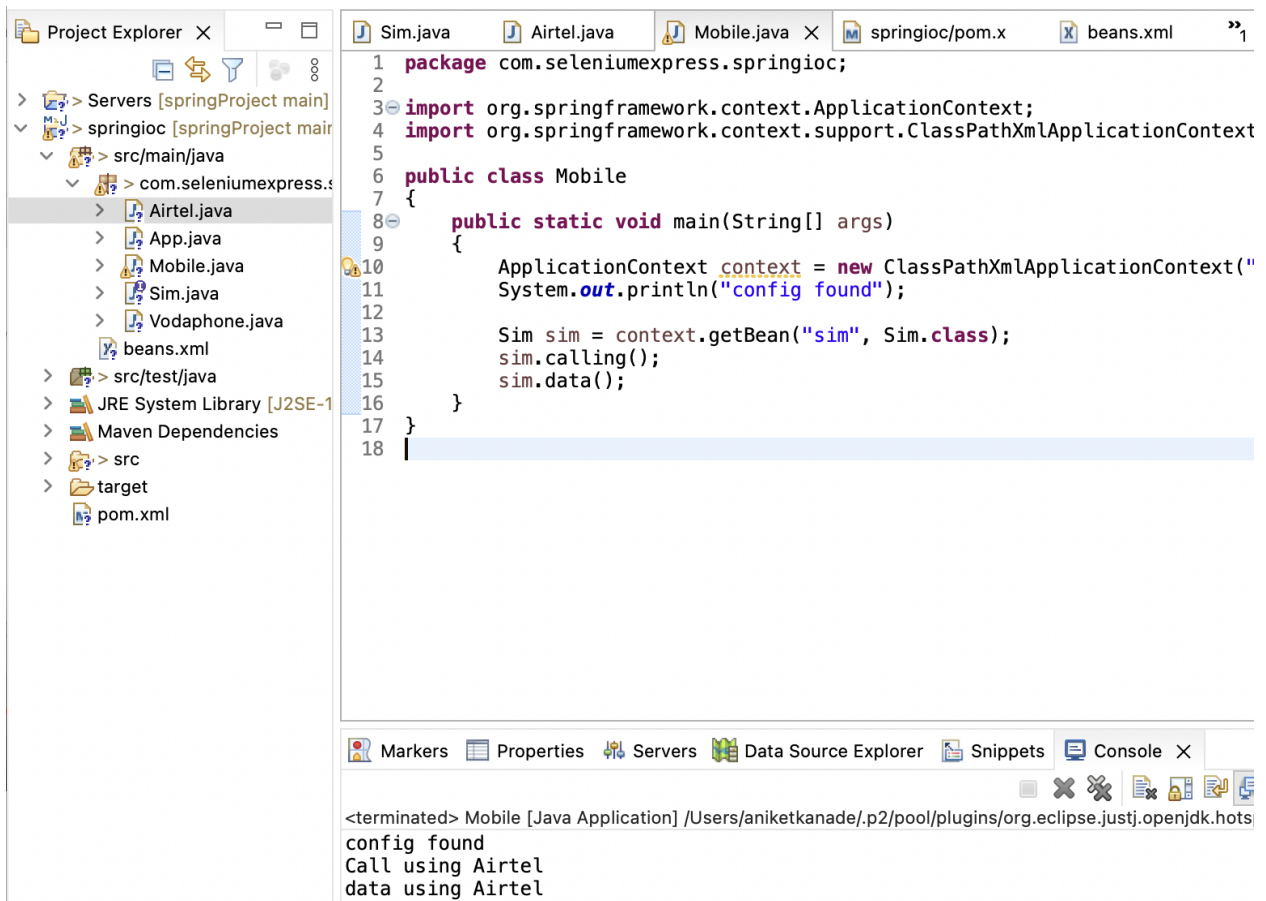 Project Explorer
> Servers [springProject main]
> springioc [springProject mair
> src/main/java
> com.seleniumexpress.s
Airtel.java
App.java
Mobile.java
Sim.java
Vodaphone.java
beans.xml
> src/test/java
JRE System Library [J2SE-1
Maven Dependencies
> src
target
pom.xml
Sim.java Airtel.java Mobile.java springioc/pom.x beans.xml »1
1 package com.seleniumexpress.springioc;
2
3 import org.springframework.context.ApplicationContext;
4 import org.springframework.context.support.ClassPathXmlApplicationContext
5
6 public class Mobile
7 {
8 public static void main(String[] args)
9 {
10 ApplicationContext context = new ClassPathXmlApplicationContext("
11 System.out.println("config found");
12
13 Sim sim = context.getBean("sim", Sim.class);
14 sim.calling();
15 sim.data();
16 }
17 }
18
Markers Properties Servers Data Source Explorer Snippets Console
<terminated> Mobile [Java Application] /Users/aniketkanade/.p2/pool/plugins/org.eclipse.justj.openjdk.hots
config found
Call using Airtel
data using Airtel